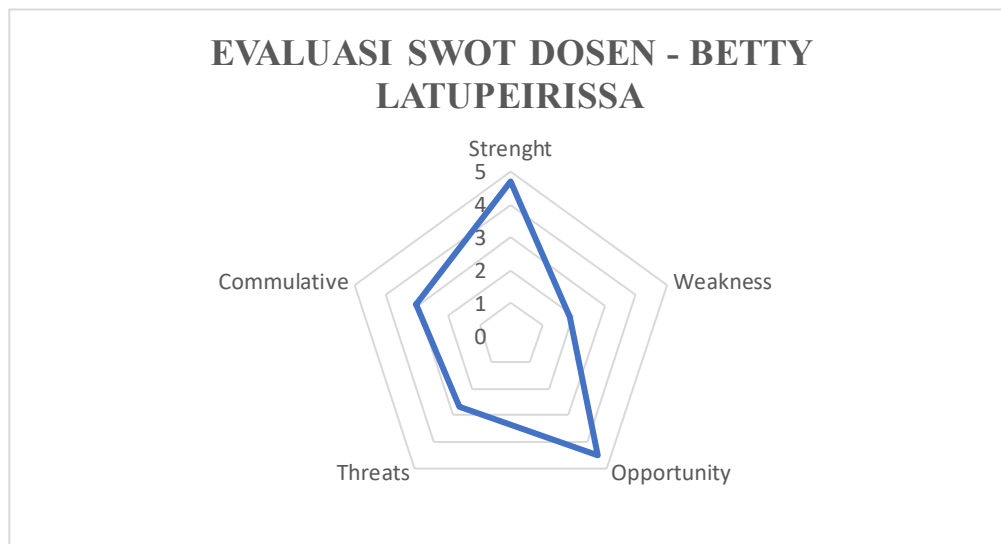 EVALUASI SWOT DOSEN - BETTY
LATUPEIRISSA
Strenght
5
4
3
2
1
0
Commulative
Weakness
Threats
Opportunity